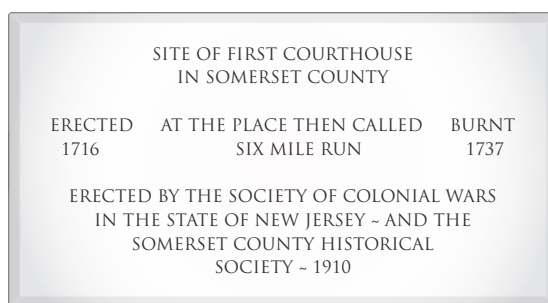 SITE OF FIRST COURTHOUSE
IN SOMERSET COUNTY
ERECTED AT THE PLACE THEN CALLED BURNT
1716 SIX MILE RUN 1737
ERECTED BY THE SOCIETY OF COLONIAL WARS
IN THE STATE OF NEW JERSEY ~ AND THE
SOMERSET COUNTY HISTORICAL
SOCIETY ~ 1910